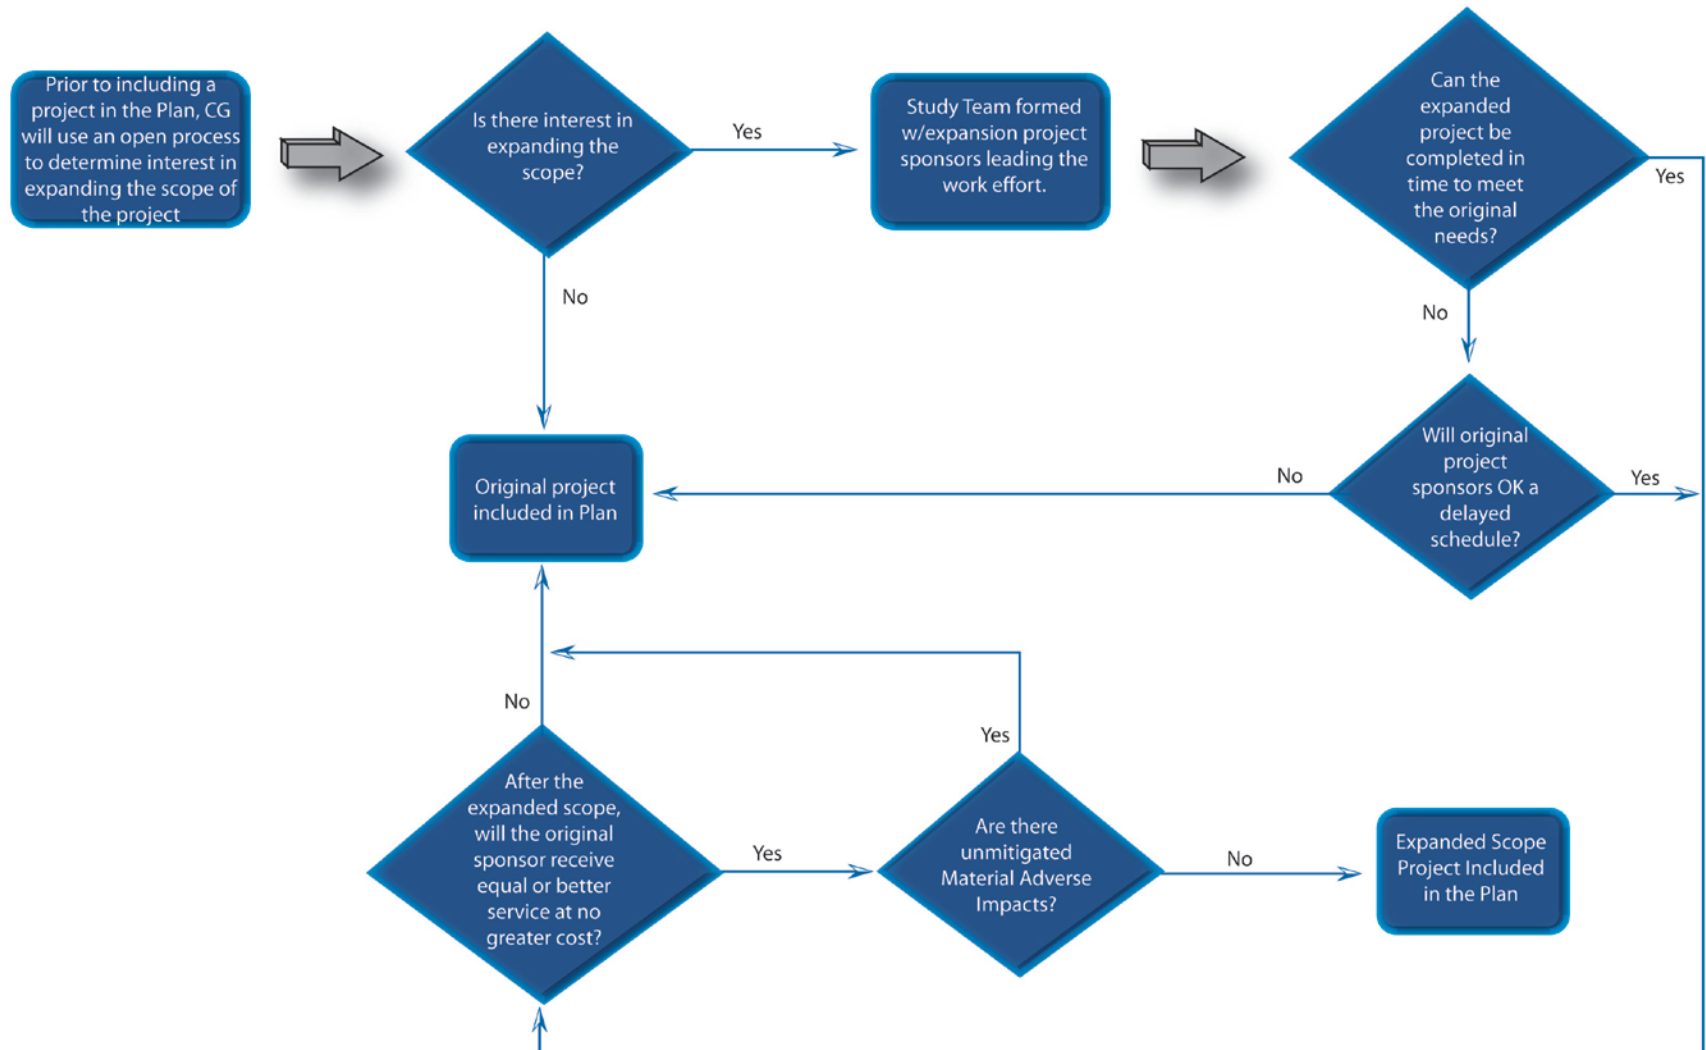 Prior to including a
project in the Plan, CG
will use an open process
to determine interest in
expanding the scope of
the project
Is there interest in
expanding the
scope?
Yes
No
Study Team formed
w/expansion project
sponsors leading the
work effort.
Can the
expanded
project be
completed in
time to meet
the original
needs?
Yes
No
Will original
project
sponsors OK a
delayed
schedule?
No
Yes
Original project
included in Plan
No
After the
expanded scope,
will the original
sponsor receive
equal or better
service at no
greater cost?
Yes
Yes
Are there
unmitigated
Material Adverse
Impacts?
No
Expanded Scope
Project Included
in the Plan